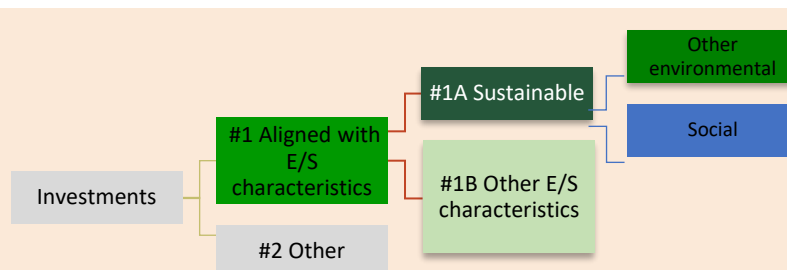 Other
environmental
#1A Sustainable
Social
#1 Aligned with
E/S
characteristics
#1B Other E/S
characteristics
Investments
#2 Other